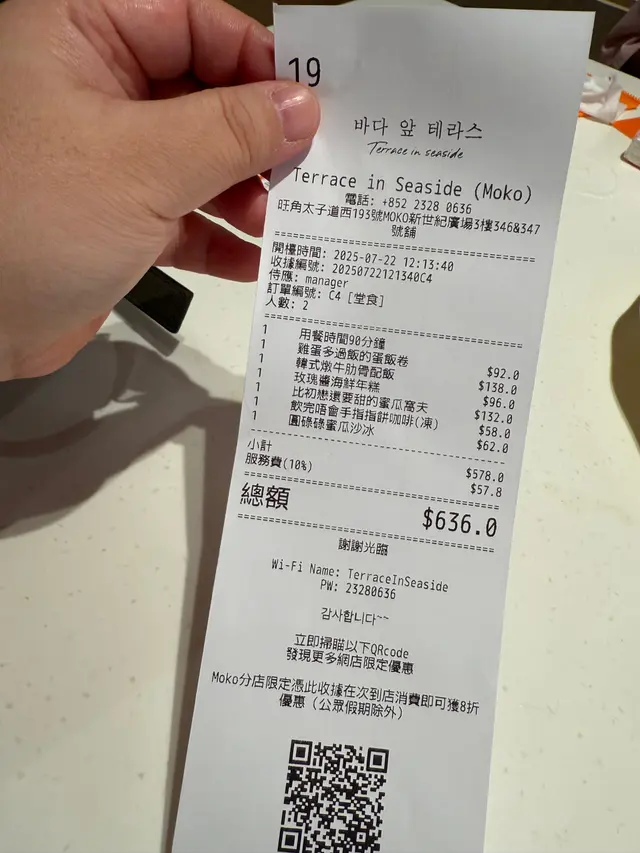 19
바다 앞 테라스
Terrace in seaside
Terrace in Seaside (Moko)
電話: +852 2328 0636
旺角太子道西193號MOKO新世紀廣場3樓346&347
號舖
開檯時間: 2025-07-22 12:13:40
收據編號: 20250722121340C4
侍應: manager
訂單編號: C4 [堂食]
人數: 2
1 用餐時間90分鐘
1 雞蛋多過飯的蛋飯卷 $92.0
1 韓式燉牛肋骨配飯 $138.0
1 玫瑰醬海鮮年糕 $96.0
1 比初戀還要甜的蜜瓜窩夫 $132.0
1 飲完唔會手指指餅咖啡(凍) $58.0
1 圓碌碌蜜瓜沙冰 $62.0
小計 $578.0
服務費(10%) $57.8
總額 $636.0
謝謝光臨
Wi-Fi Name: TerraceInSeaside
PW: 23280636
감사합니다~~
立即掃瞄以下QRcode
發現更多網店限定優惠
Moko分店限定憑此收據在次到店消費即可獲8折
優惠（公眾假期除外）